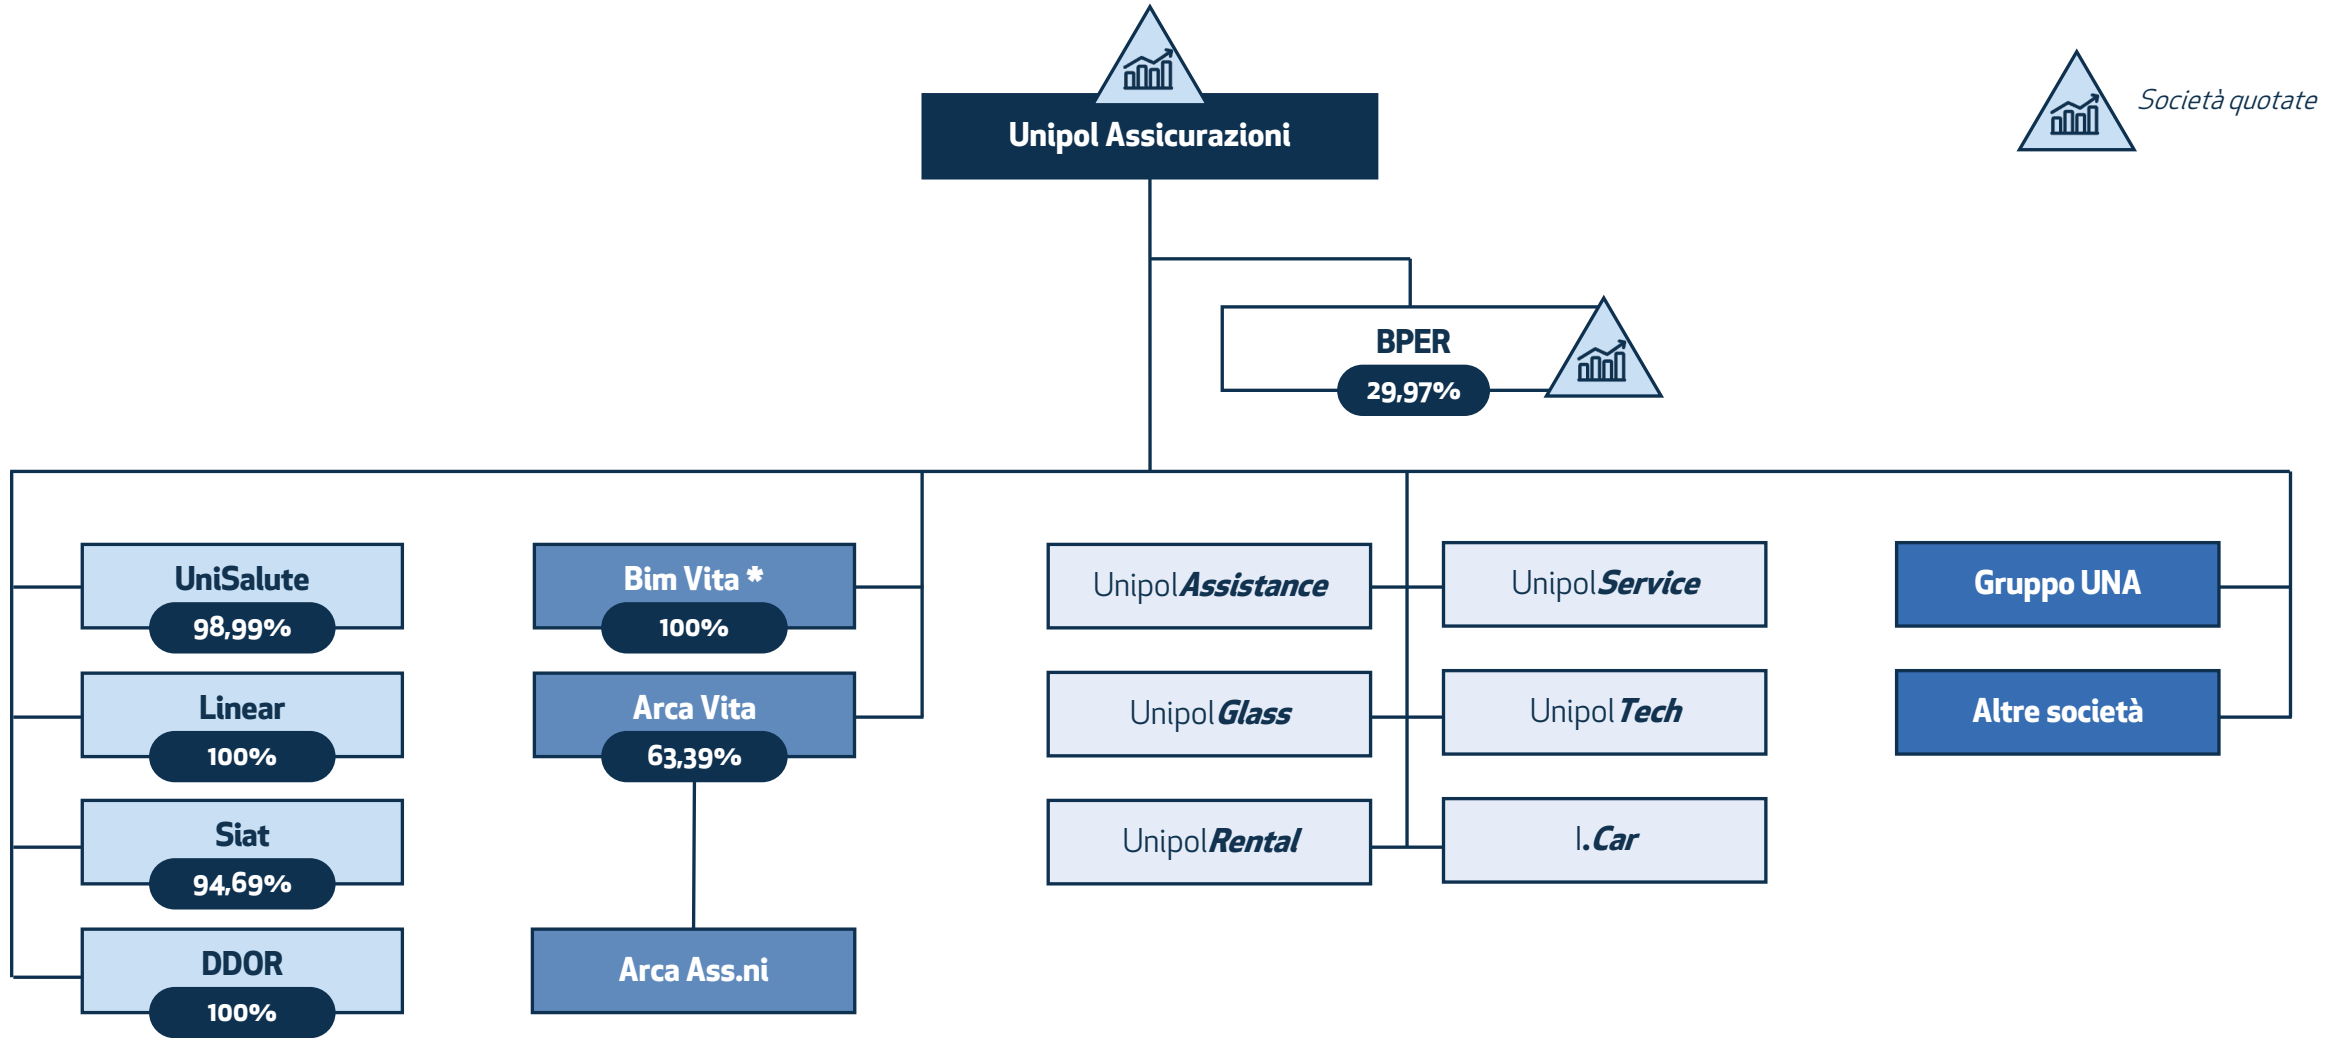 Unipol Assicurazioni
Società quotate
BPER
29,97%
UniSalute
98,99%
Linear
100%
Siat
94,69%
DDOR
100%
Bim Vita *
100%
Arca Vita
63,39%
Arca Ass.ni
UnipolAssistance
UnipolGlass
UnipolRental
UnipolService
UnipolTech
I.Car
Gruppo UNA
Altre società